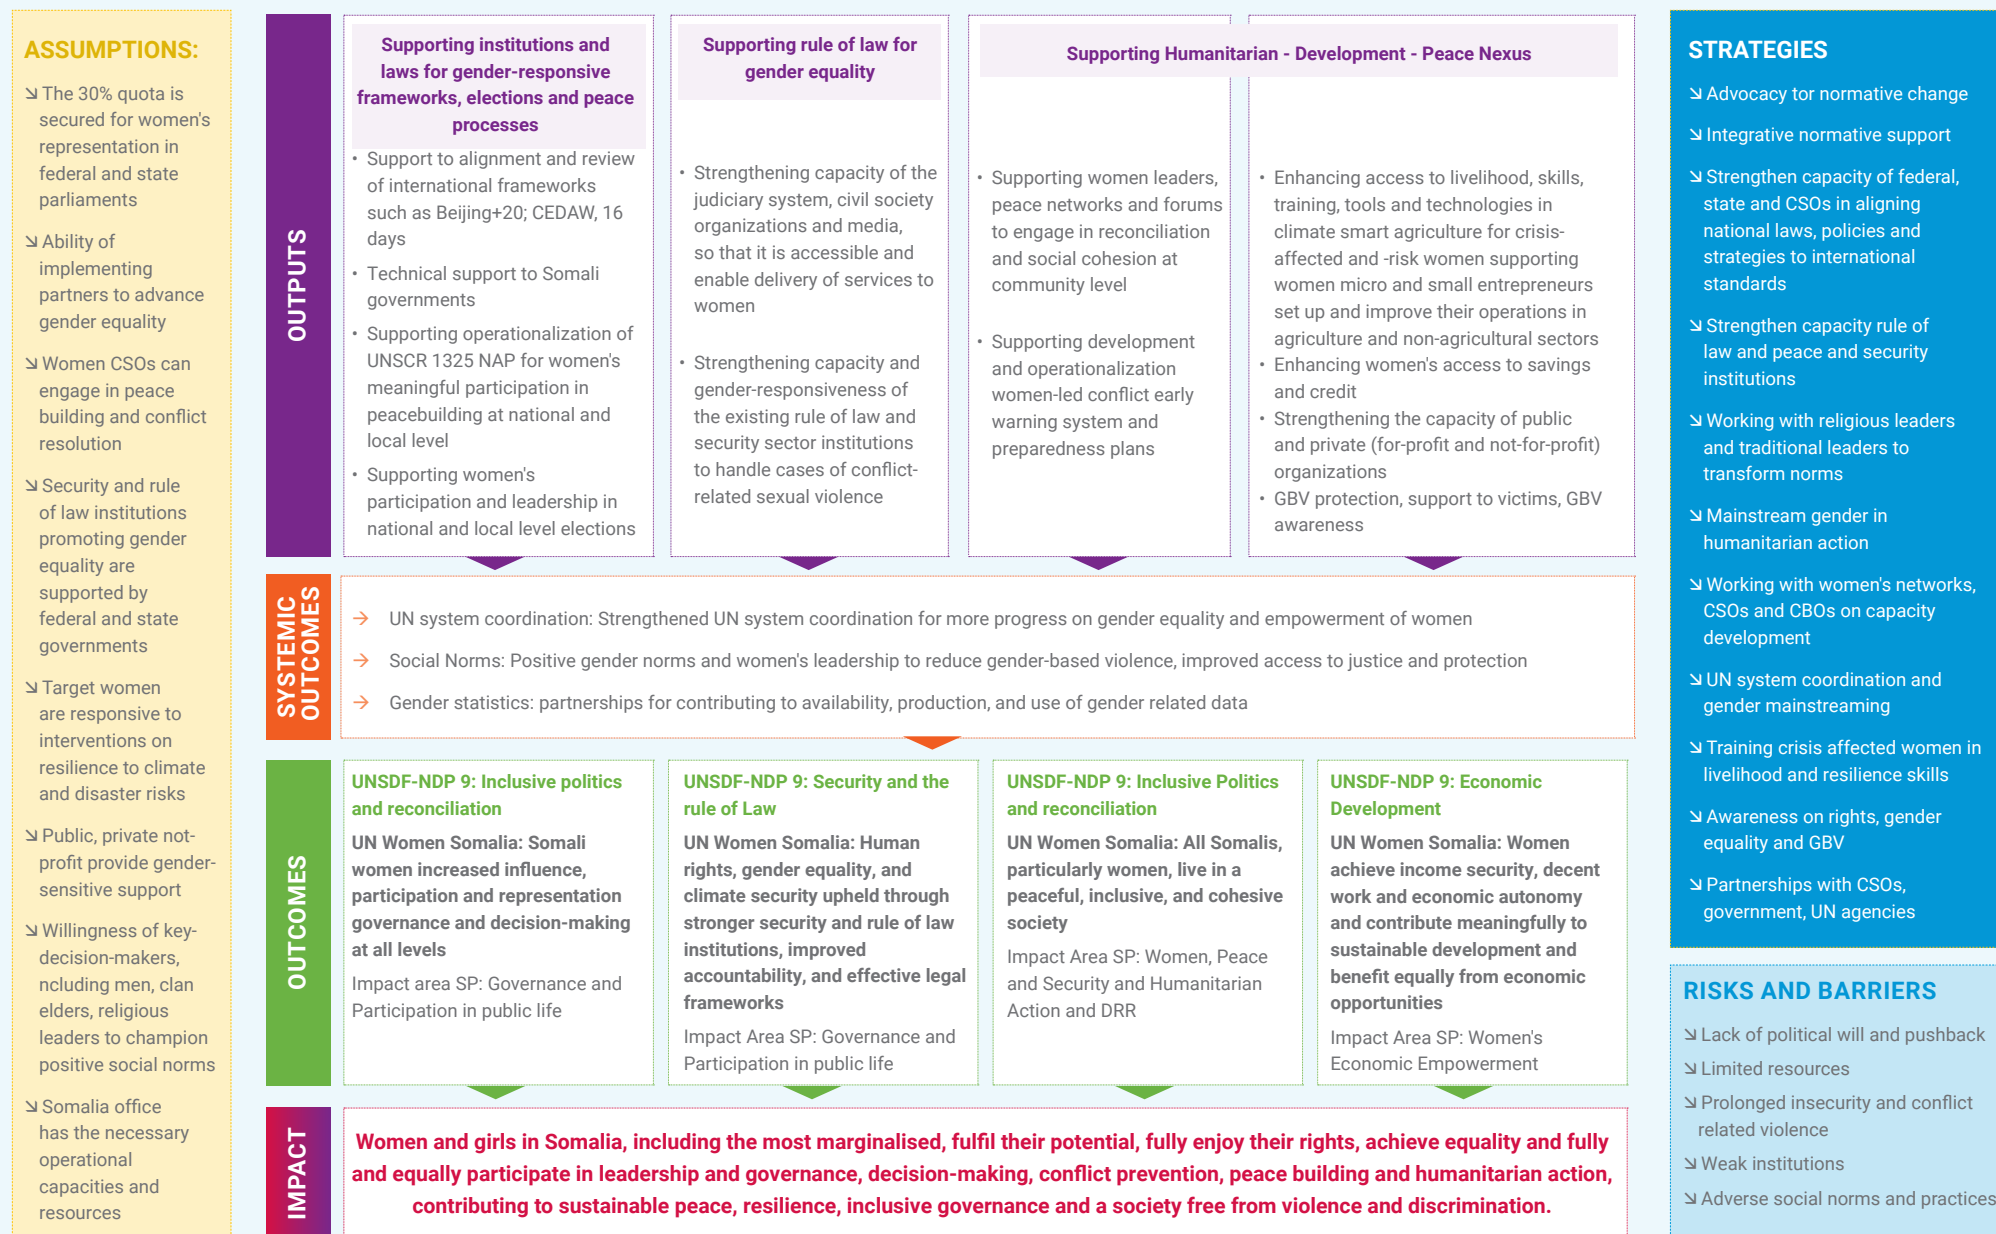 ASSUMPTIONS:
↘ The 30% quota is
secured for women's
representation in
federal and state
parliaments
↘ Ability of
implementing
partners to advance
gender equality
↘ Women CSOs can
engage in peace
building and conflict
resolution
↘ Security and rule
of law institutions
promoting gender
equality are
supported by
federal and state
governments
↘ Target women
are responsive to
interventions on
resilience to climate
and disaster risks
↘ Public, private not-
profit provide gender-
sensitive support
↘ Willingness of key-
decision-makers,
ncluding men, clan
elders, religious
leaders to champion
positive social norms
↘ Somalia office
has the necessary
operational
capacities and
resources
OUTPUTS
Supporting institutions and
laws for gender-responsive
frameworks, elections and peace
processes
• Support to alignment and review
of international frameworks
such as Beijing+20; CEDAW, 16
days
• Technical support to Somali
governments
• Supporting operationalization of
UNSCR 1325 NAP for women's
meaningful participation in
peacebuilding at national and
local level
• Supporting women's
participation and leadership in
national and local level elections
Supporting rule of law for
gender equality
• Strengthening capacity of the
judiciary system, civil society
organizations and media,
so that it is accessible and
enable delivery of services to
women
• Strengthening capacity and
gender-responsiveness of
the existing rule of law and
security sector institutions
to handle cases of conflict-
related sexual violence
Supporting Humanitarian - Development - Peace Nexus
• Supporting women leaders,
peace networks and forums
to engage in reconciliation
and social cohesion at
community level
• Supporting development
and operationalization
women-led conflict early
warning system and
preparedness plans
• Enhancing access to livelihood, skills,
training, tools and technologies in
climate smart agriculture for crisis-
affected and -risk women supporting
women micro and small entrepreneurs
set up and improve their operations in
agriculture and non-agricultural sectors
• Enhancing women's access to savings
and credit
• Strengthening the capacity of public
and private (for-profit and not-for-profit)
organizations
• GBV protection, support to victims, GBV
awareness
SYSTEMIC
OUTCOMES
→ UN system coordination: Strengthened UN system coordination for more progress on gender equality and empowerment of women
→ Social Norms: Positive gender norms and women's leadership to reduce gender-based violence, improved access to justice and protection
→ Gender statistics: partnerships for contributing to availability, production, and use of gender related data
OUTCOMES
UNSDF-NDP 9: Inclusive politics
and reconciliation
UN Women Somalia: Somali
women increased influence,
participation and representation
governance and decision-making
at all levels
Impact area SP: Governance and
Participation in public life
UNSDF-NDP 9: Security and the
rule of Law
UN Women Somalia: Human
rights, gender equality, and
climate security upheld through
stronger security and rule of law
institutions, improved
accountability, and effective legal
frameworks
Impact Area SP: Governance and
Participation in public life
UNSDF-NDP 9: Inclusive Politics
and reconciliation
UN Women Somalia: All Somalis,
particularly women, live in a
peaceful, inclusive, and cohesive
society
Impact Area SP: Women, Peace
and Security and Humanitarian
Action and DRR
UNSDF-NDP 9: Economic
Development
UN Women Somalia: Women
achieve income security, decent
work and economic autonomy
and contribute meaningfully to
sustainable development and
benefit equally from economic
opportunities
Impact Area SP: Women's
Economic Empowerment
IMPACT
Women and girls in Somalia, including the most marginalised, fulfil their potential, fully enjoy their rights, achieve equality and fully
and equally participate in leadership and governance, decision-making, conflict prevention, peace building and humanitarian action,
contributing to sustainable peace, resilience, inclusive governance and a society free from violence and discrimination.
STRATEGIES
↘ Advocacy tor normative change
↘ Integrative normative support
↘ Strengthen capacity of federal,
state and CSOs in aligning
national laws, policies and
strategies to international
standards
↘ Strengthen capacity rule of
law and peace and security
institutions
↘ Working with religious leaders
and traditional leaders to
transform norms
↘ Mainstream gender in
humanitarian action
↘ Working with women's networks,
CSOs and CBOs on capacity
development
↘ UN system coordination and
gender mainstreaming
↘ Training crisis affected women in
livelihood and resilience skills
↘ Awareness on rights, gender
equality and GBV
↘ Partnerships with CSOs,
government, UN agencies
RISKS AND BARRIERS
↘ Lack of political will and pushback
↘ Limited resources
↘ Prolonged insecurity and conflict
related violence
↘ Weak institutions
↘ Adverse social norms and practices